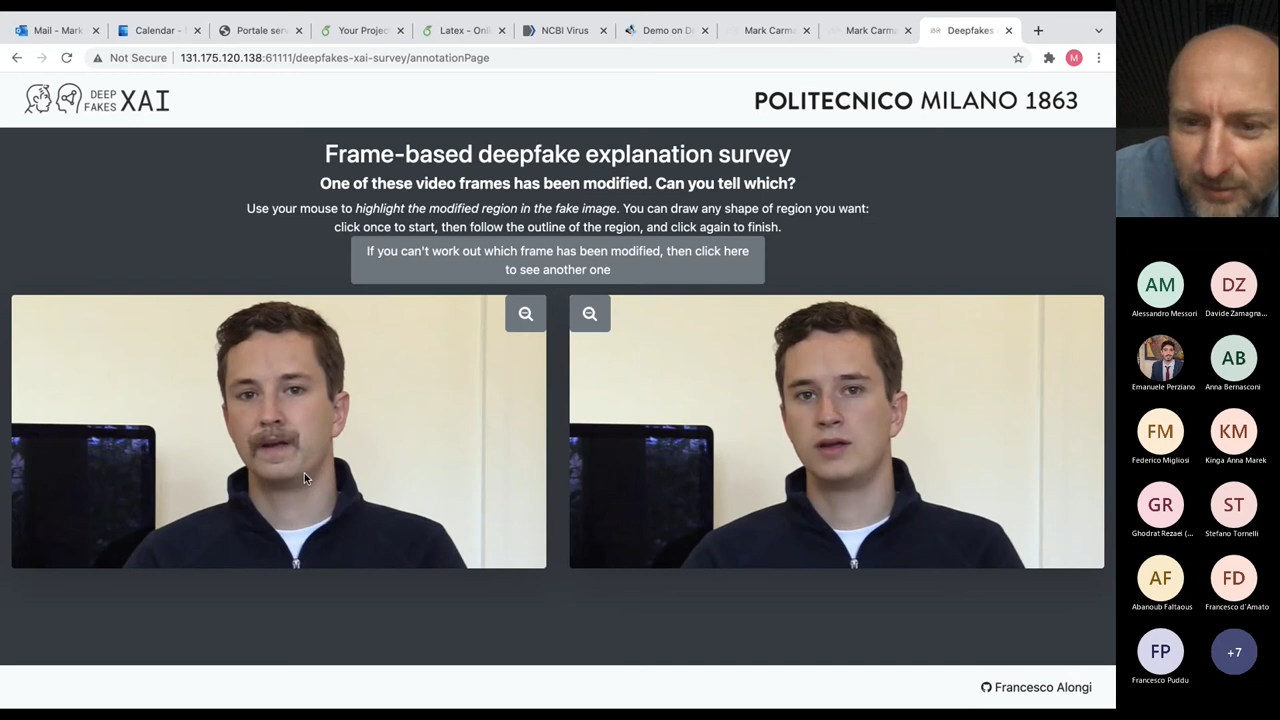 Mail - Mark
Calendar -
Portale ser
Your Projec
Latex - Onli
NCBI Virus
Demo on D
Mark Carm
Mark Carma
Deepfakes
Not Secure
131.175.120.138:61111/deepfakes-xai-survey/annotationPage
M
DEEP
FAKES
XAI
POLITECNICO MILANO 1863
Frame-based deepfake explanation survey
One of these video frames has been modified. Can you tell which?
Use your mouse to highlight the modified region in the fake image. You can draw any shape of region you want:
click once to start, then follow the outline of the region, and click again to finish.
If you can't work out which frame has been modified, then click here
to see another one
Francesco Alongi
AM
Alessandro Messori
DZ
Davide Zamagna...
Emanuele Perziano
AB
Anna Bernasconi
FM
Federico Migliosi
KM
Kinga Anna Marek
GR
Ghodrat Rezaei (...
ST
Stefano Tornelli
AF
Abanoub Faltaous
FD
Francesco d'Amato
FP
Francesco Puddu
+7